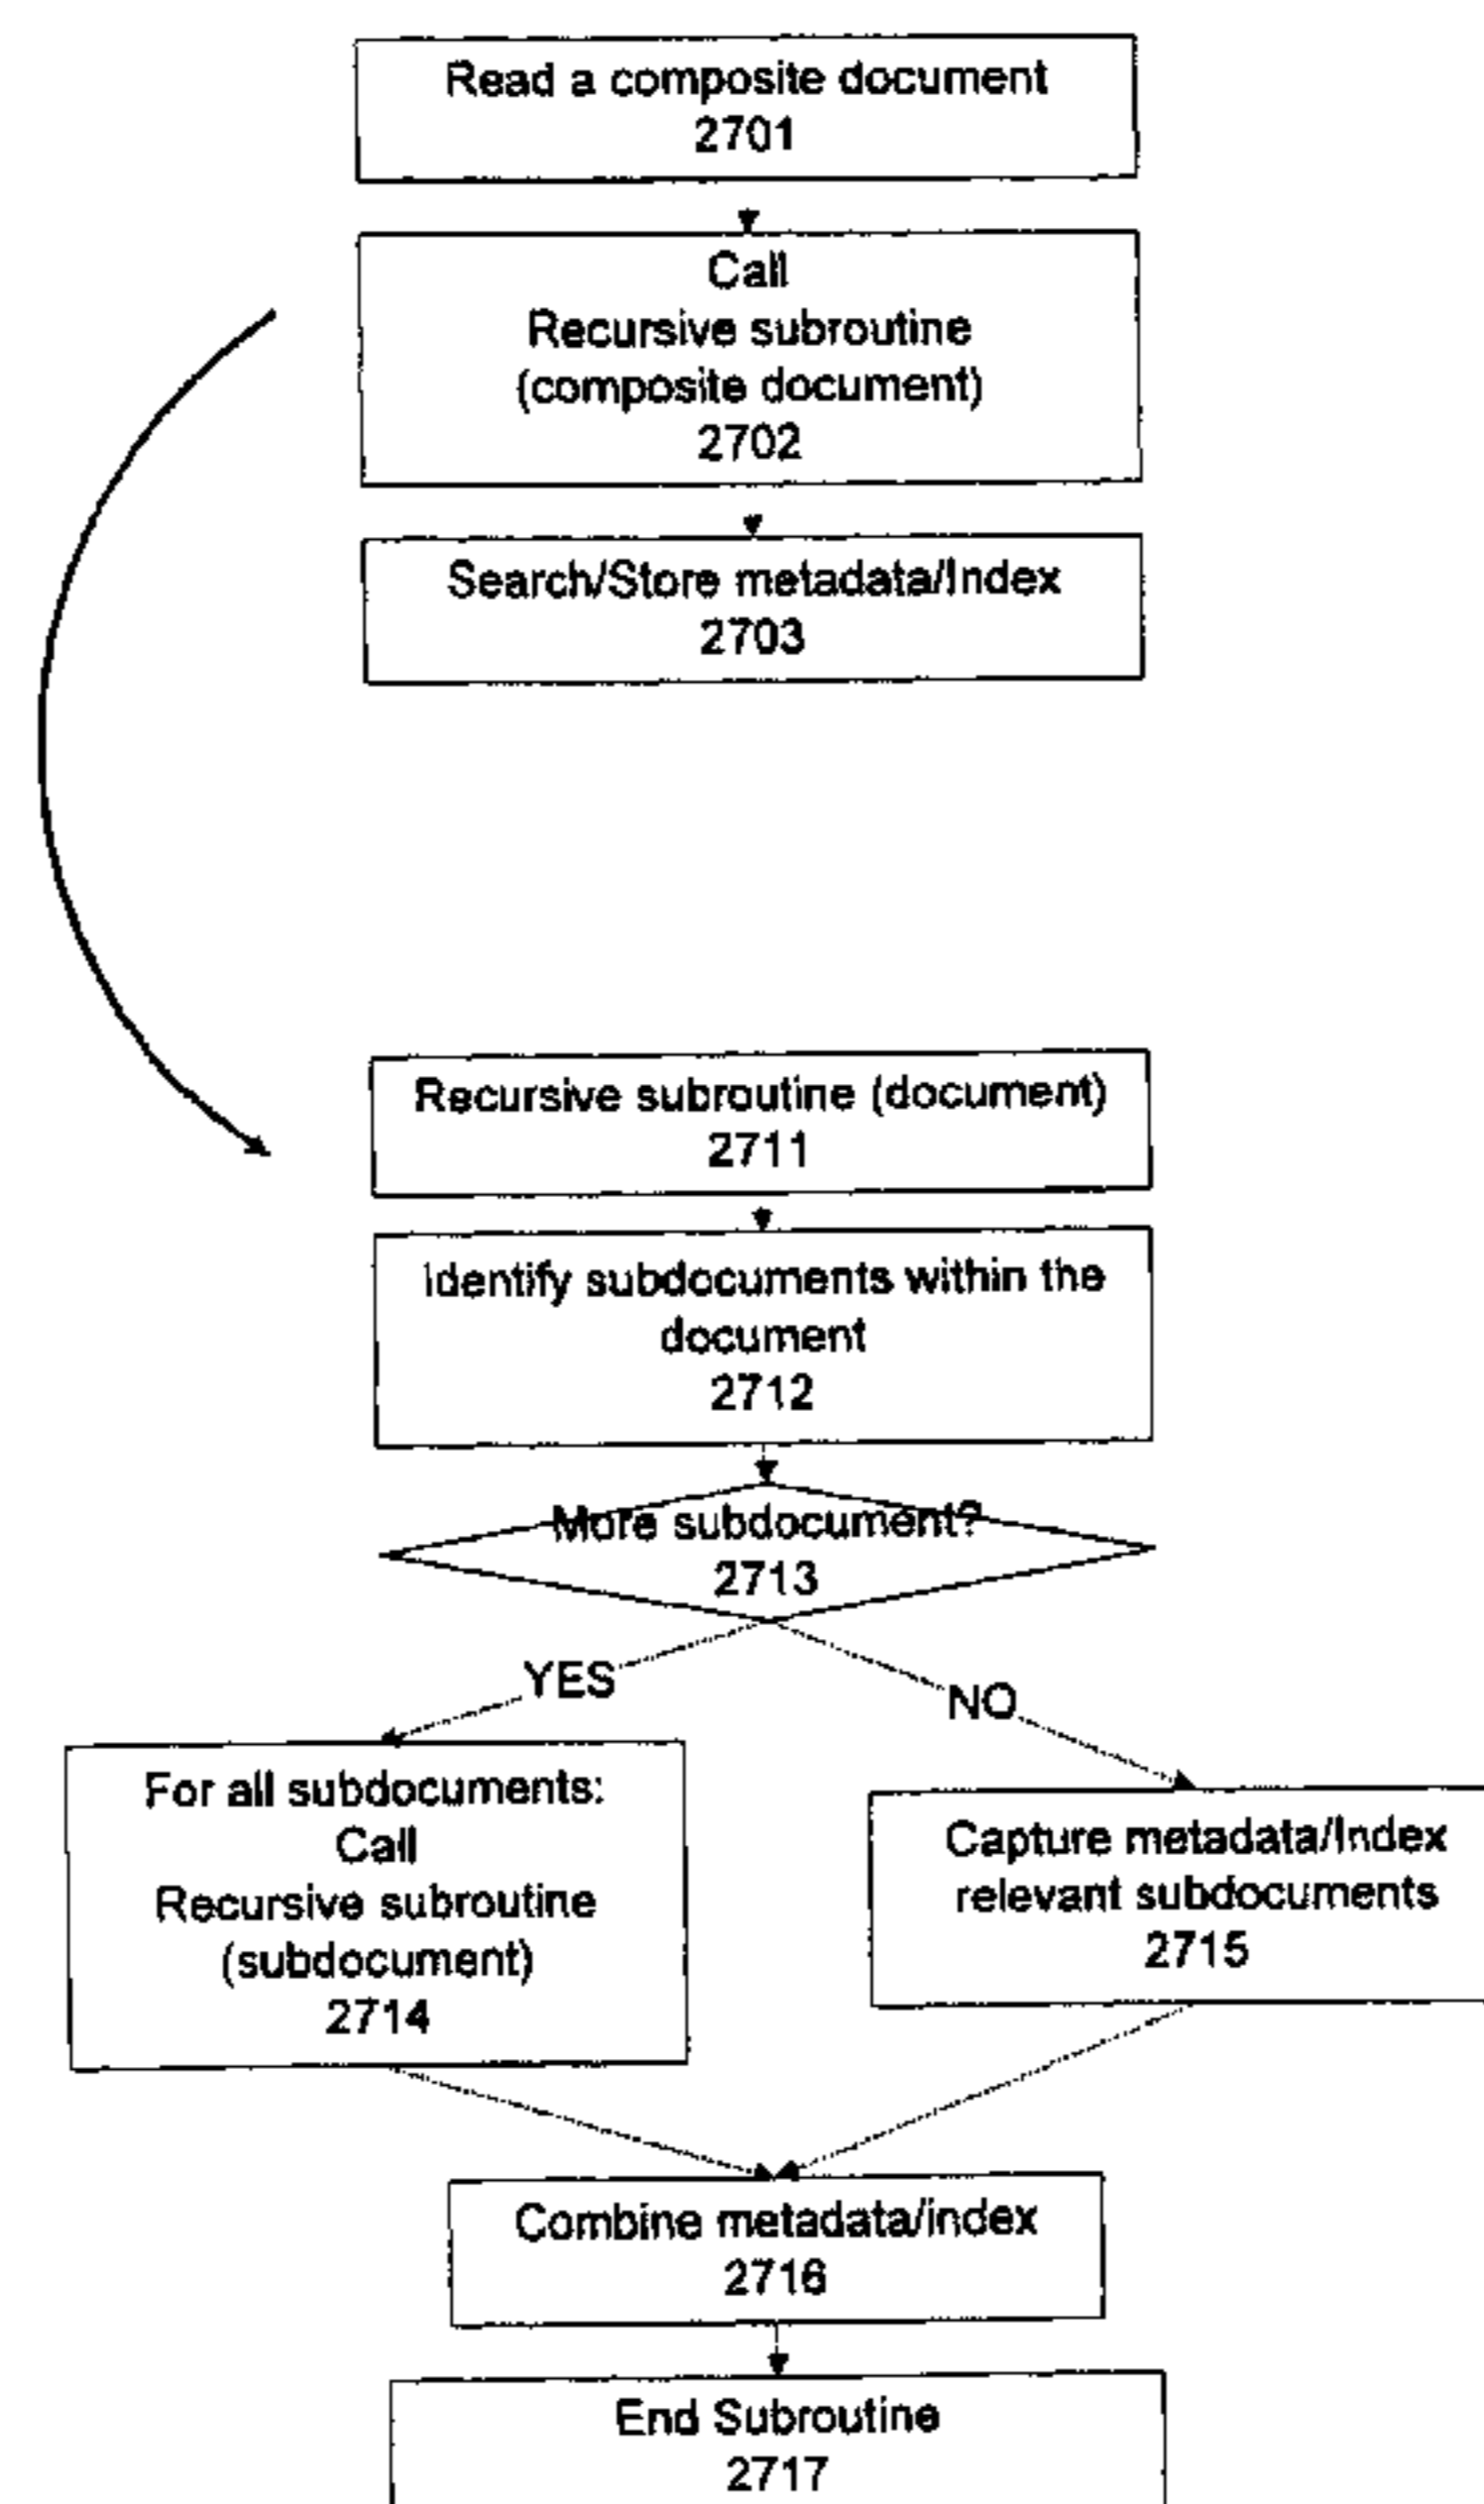 Read a composite document
2701
Call
Recursive subroutine
(composite document)
2702
Search/Store metadata/Index
2703
Recursive subroutine (document)
2711
Identify subdocuments within the
document
2712
More subdocument?
2713
YES
NO
For all subdocuments:
Call
Recursive subroutine
(subdocument)
2714
Capture metadata/Index
relevant subdocuments
2715
Combine metadata/index
2716
End Subroutine
2717